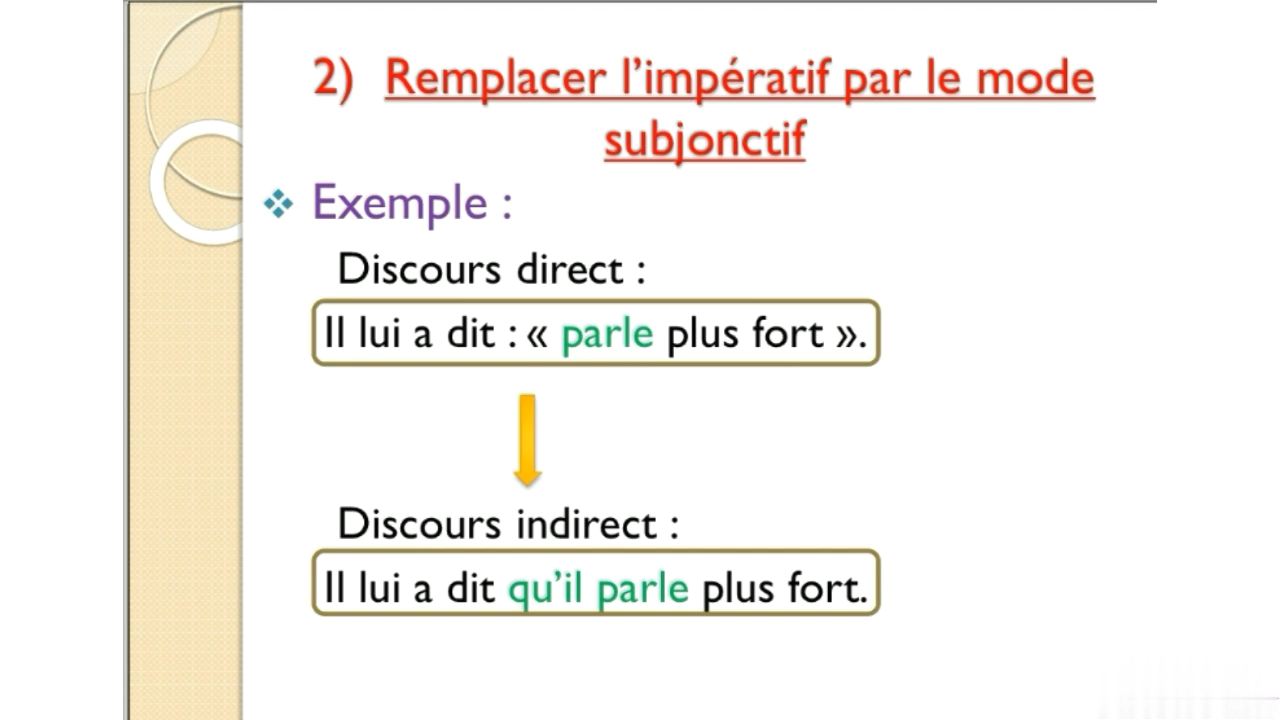 2) Remplacer l’impératif par le mode
subjonctif
Exemple :
Discours direct :
Il lui a dit : « parle plus fort ».
Discours indirect :
Il lui a dit qu’il parle plus fort.